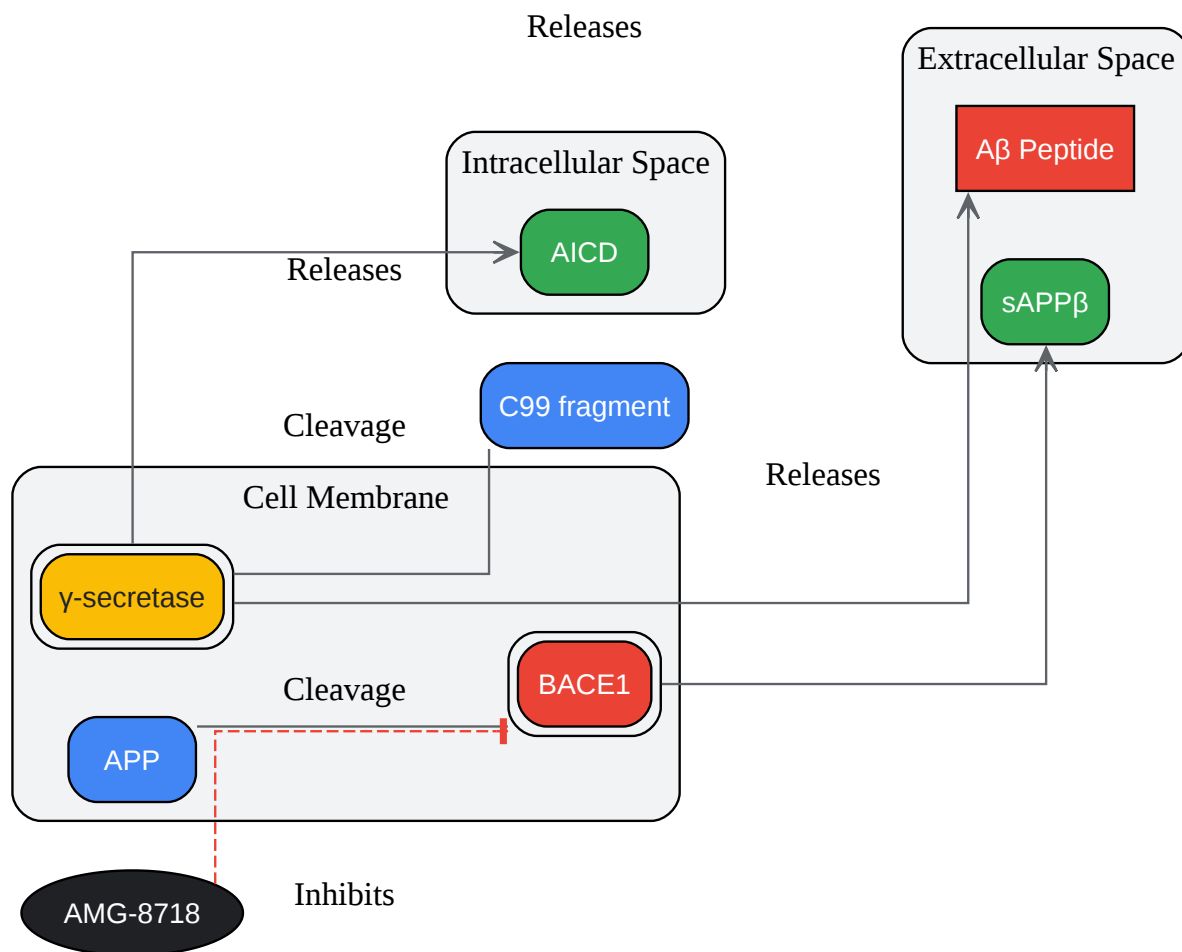 Releases
Extracellular Space
Aβ Peptide
Intracellular Space
AICD
Releases
sAPPβ
C99 fragment
Cleavage
Releases
Cell Membrane
γ-secretase
BACE1
Cleavage
APP
Inhibits
AMG-8718